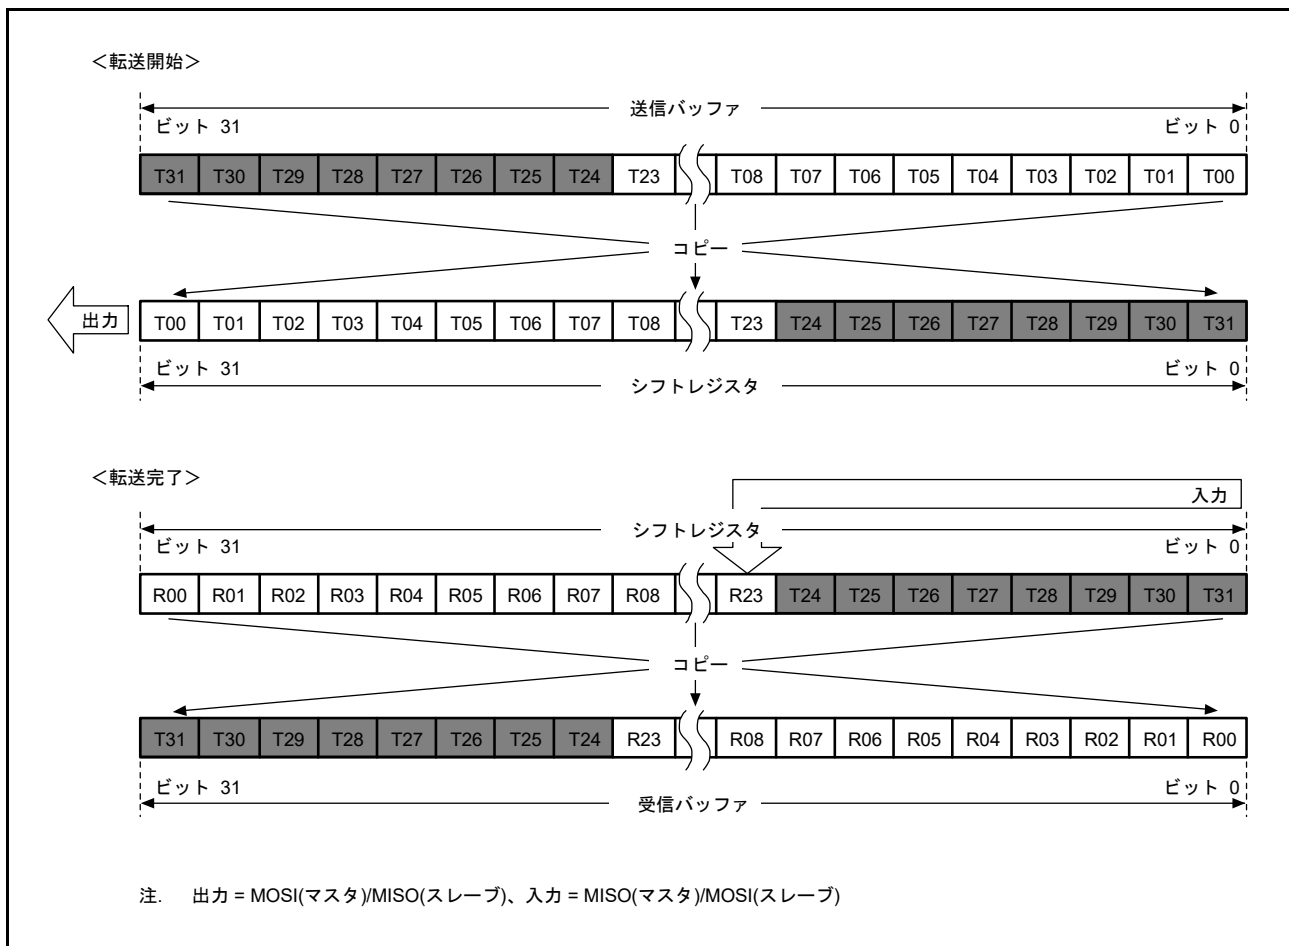 ＜転送開始＞
送信バッファ
ビット 31 ビット 0
T31 T30 T29 T28 T27 T26 T25 T24 T23 T08 T07 T06 T05 T04 T03 T02 T01 T00
コピー
出力 T00 T01 T02 T03 T04 T05 T06 T07 T08 T23 T24 T25 T26 T27 T28 T29 T30 T31
ビット 31 ビット 0
シフトレジスタ
＜転送完了＞
入力
シフトレジスタ
ビット 31 ビット 0
R00 R01 R02 R03 R04 R05 R06 R07 R08 R23 T24 T25 T26 T27 T28 T29 T30 T31
コピー
T31 T30 T29 T28 T27 T26 T25 T24 R23 R08 R07 R06 R05 R04 R03 R02 R01 R00
ビット 31 ビット 0
受信バッファ
注. 出力 = MOSI(マスタ)/MISO(スレーブ)、入力 = MISO(マスタ)/MOSI(スレーブ)